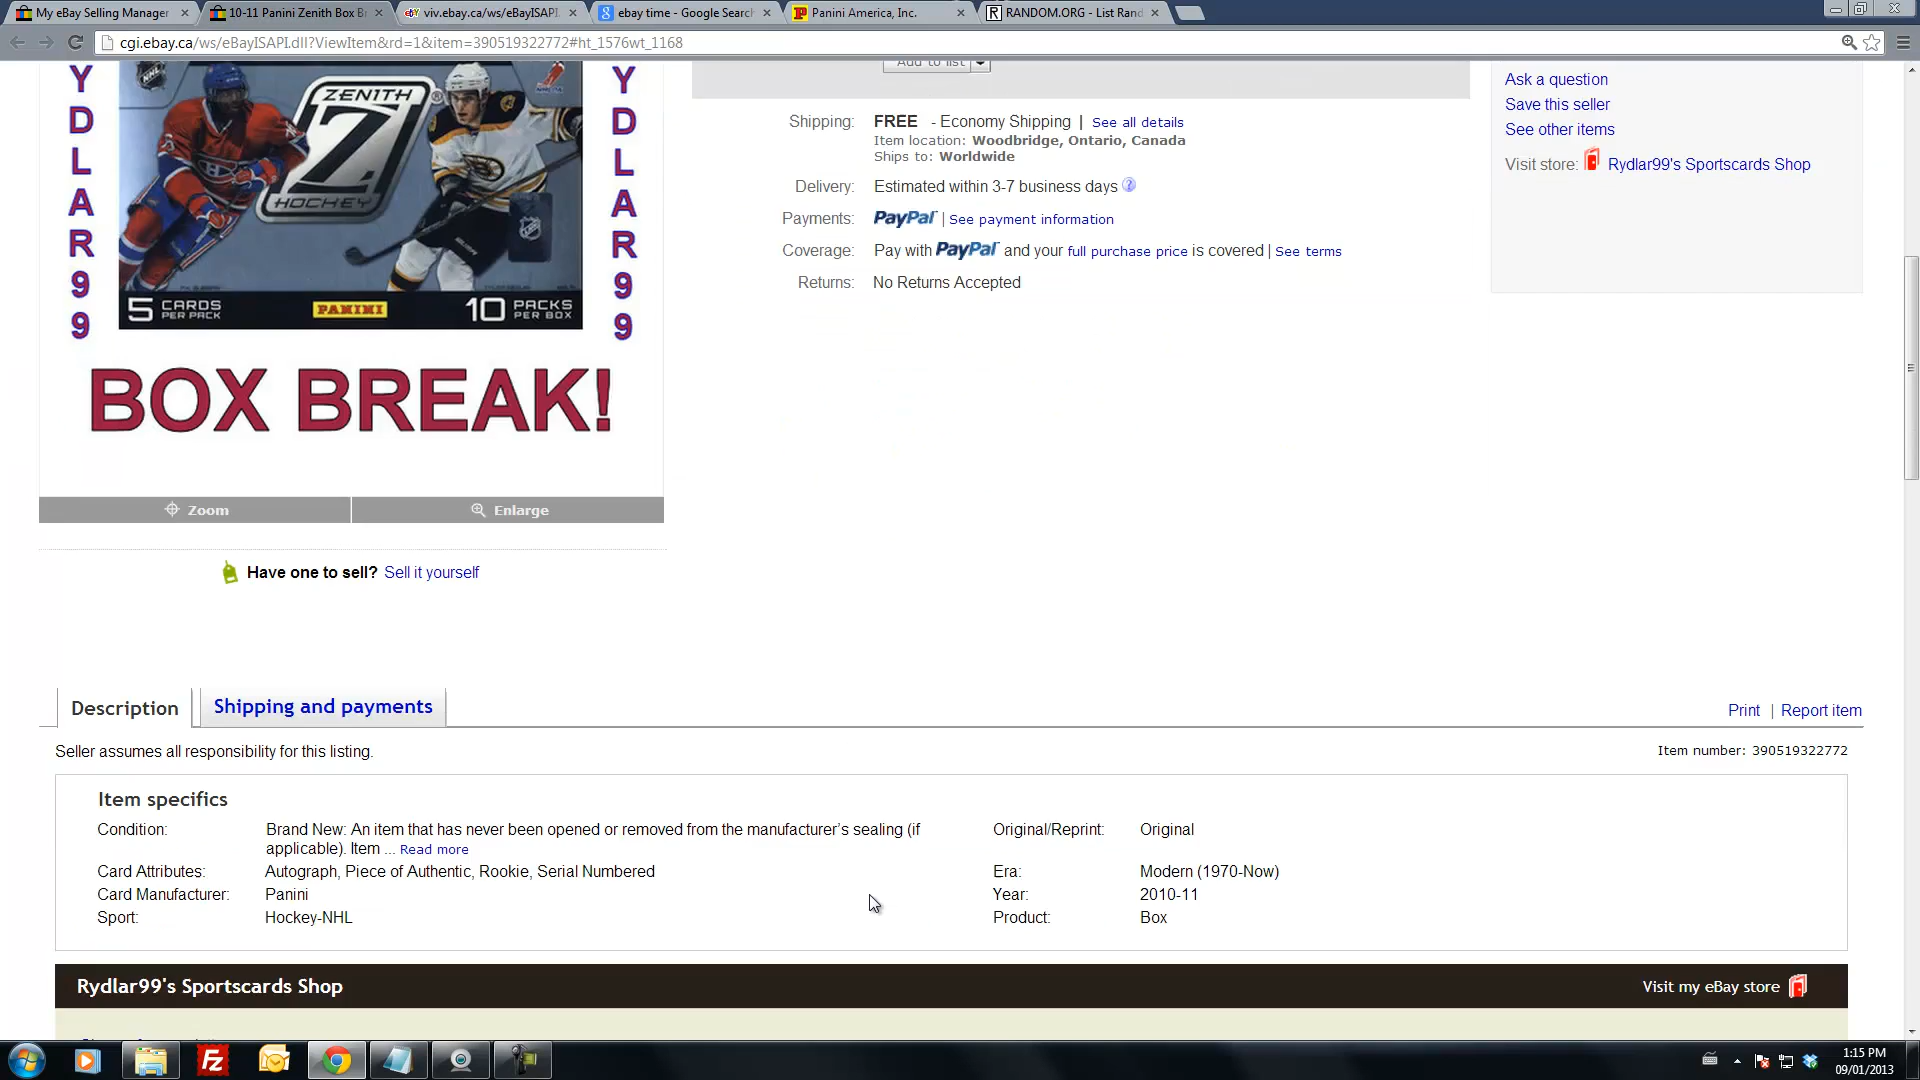 My eBay Selling Manager
10-11 Panini Zenith Box Br
viv.ebay.ca/ws/eBayISAPI.
ebay time - Google Search
Panini America, Inc.
RANDOM.ORG - List Rand
cgi.ebay.ca/ws/eBayISAPI.dll?ViewItem&rd=1&item=390519322772#ht_1576wt_1168
YDLAR99
ZENITH
Z
HOCKEY
NHL
5 CARDS PER PACK
PANINI
10 PACKS PER BOX
YDLAR99
BOX BREAK!
Zoom
Enlarge
Have one to sell? Sell it yourself
Add to list
Shipping: FREE - Economy Shipping | See all details
Item location: Woodbridge, Ontario, Canada
Ships to: Worldwide
Delivery: Estimated within 3-7 business days
Payments: PayPal | See payment information
Coverage: Pay with PayPal and your full purchase price is covered | See terms
Returns: No Returns Accepted
Ask a question
Save this seller
See other items
Visit store: Rydlar99's Sportscards Shop
Description
Shipping and payments
Print | Report item
Seller assumes all responsibility for this listing.
Item number: 390519322772
Item specifics
Condition: Brand New: An item that has never been opened or removed from the manufacturer's sealing (if
applicable). Item ... Read more
Original/Reprint: Original
Card Attributes: Autograph, Piece of Authentic, Rookie, Serial Numbered
Era: Modern (1970-Now)
Card Manufacturer: Panini
Year: 2010-11
Sport: Hockey-NHL
Product: Box
Rydlar99's Sportscards Shop
Visit my eBay store
1:15 PM
09/01/2013